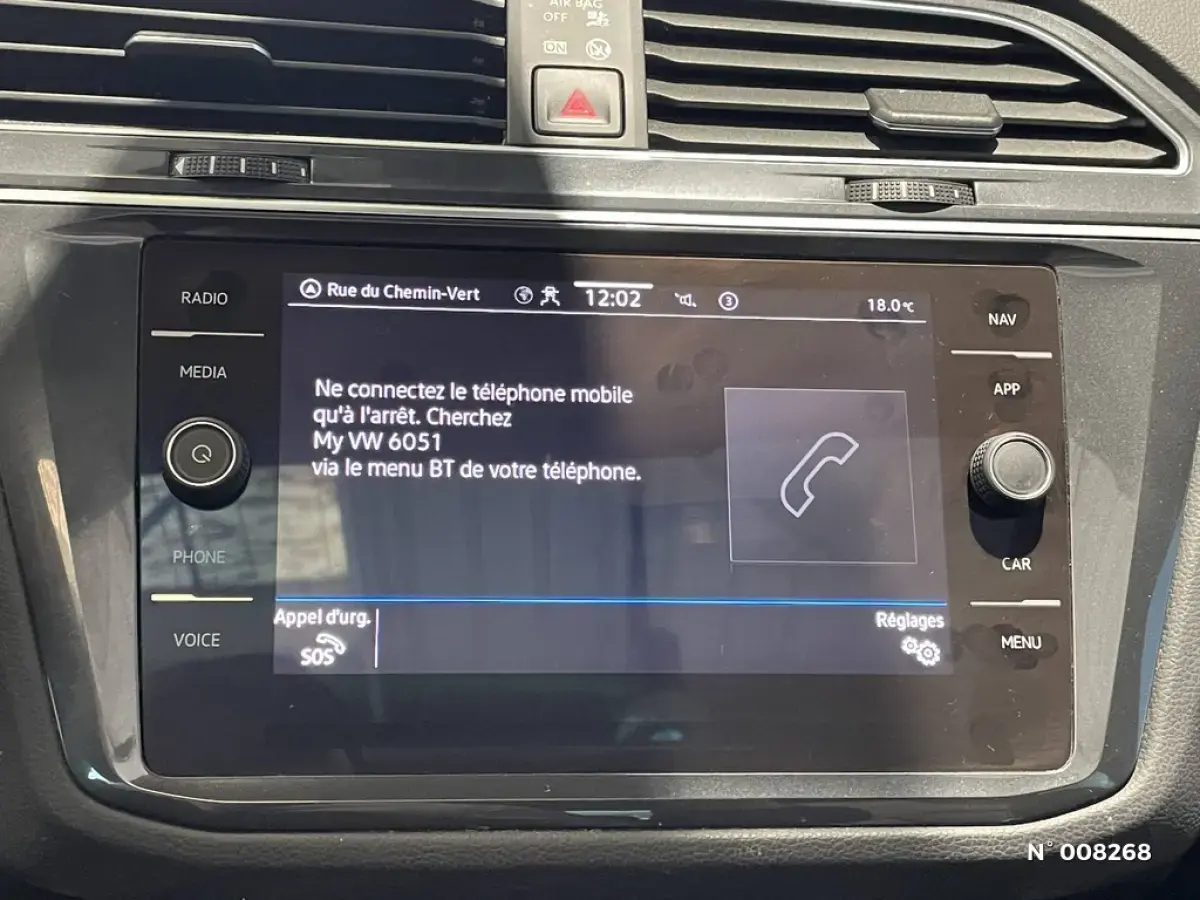 AIR BAG
OFF
ON
RADIO
MEDIA
PHONE
VOICE
Rue du Chemin-Vert
12:02
3
18.0°C
Ne connectez le téléphone mobile
qu'à l'arrêt. Cherchez
My VW 6051
via le menu BT de votre téléphone.
Appel d'urg.
SOS
Réglages
NAV
APP
CAR
MENU
N° 008268